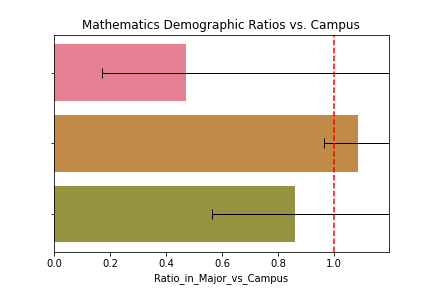 Mathematics Demographic Ratios vs. Campus
0.0 0.2 0.4 0.6 0.8 1.0
Ratio_in_Major_vs_Campus